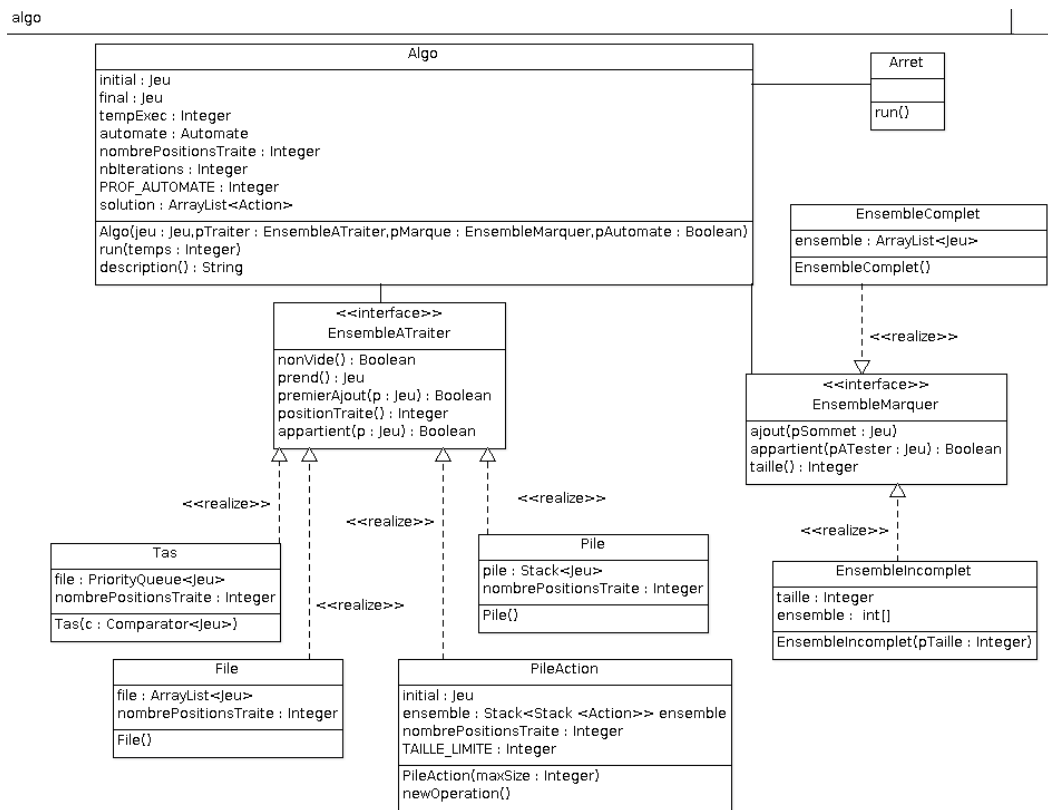 algo
Algo
initial : Jeu
final : Jeu
tempExec : Integer
automate : Automate
nombrePositionsTraite : Integer
nbIterations : Integer
PROF_AUTOMATE : Integer
solution : ArrayList<Action>
Algo(jeu : Jeu,pTraiter : EnsembleATraiter,pMarque : EnsembleMarquer,pAutomate : Boolean)
run(temps : Integer)
description() : String
Arret
run()
EnsembleComplet
ensemble : ArrayList<Jeu>
EnsembleComplet()
<<realize>>
<<interface>>
EnsembleATraiter
nonVide() : Boolean
prend() : Jeu
premierAjout(p : Jeu) : Boolean
positionTraite() : Integer
appartient(p : Jeu) : Boolean
<<interface>>
EnsembleMarquer
ajout(pSommet : Jeu)
appartient(pATester : Jeu) : Boolean
taille() : Integer
<<realize>>
<<realize>>
<<realize>>
<<realize>>
<<realize>>
Tas
file : PriorityQueue<Jeu>
nombrePositionsTraite : Integer
Tas(c : Comparator<Jeu>)
Pile
pile : Stack<Jeu>
nombrePositionsTraite : Integer
Pile()
EnsembleIncomplet
taille : Integer
ensemble : int[]
EnsembleIncomplet(pTaille : Integer)
File
file : ArrayList<Jeu>
nombrePositionsTraite : Integer
File()
PileAction
initial : Jeu
ensemble : Stack<Stack <Action>> ensemble
nombrePositionsTraite : Integer
TAILLE_LIMITE : Integer
PileAction(maxSize : Integer)
newOperation()